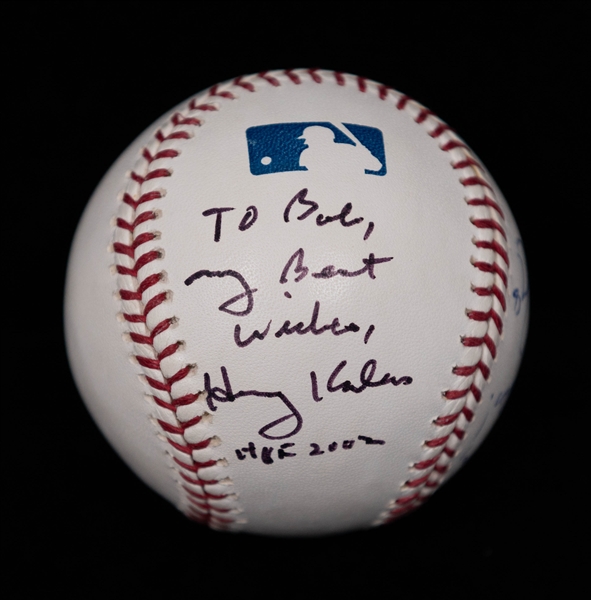 To Bob,
my Best
Wishes,
Harry Kalas
HOF 2002